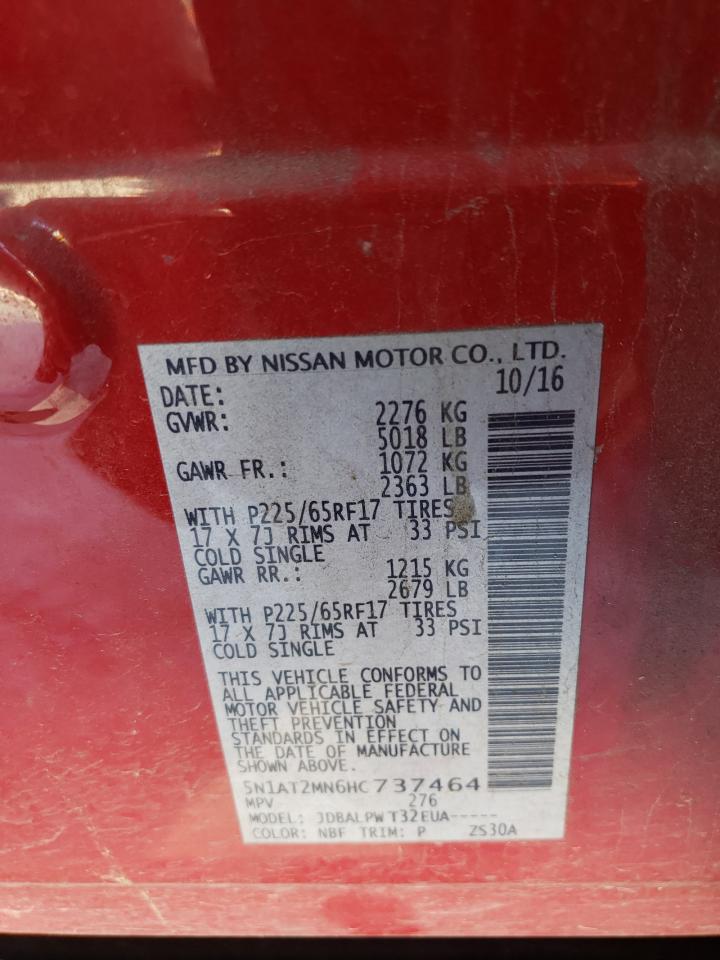 MFD BY NISSAN MOTOR CO., LTD.
DATE: 10/16
GVWR: 2276 KG
5018 LB
GAWR FR.: 1072 KG
2363 LB
WITH P225/65RF17 TIRES
17 X 7J RIMS AT 33 PSI
COLD SINGLE
GAWR RR.: 1215 KG
2679 LB
WITH P225/65RF17 TIRES
17 X 7J RIMS AT 33 PSI
COLD SINGLE
THIS VEHICLE CONFORMS TO
ALL APPLICABLE FEDERAL
MOTOR VEHICLE SAFETY AND
THEFT PREVENTION
STANDARDS IN EFFECT ON
THE DATE OF MANUFACTURE
SHOWN ABOVE.
5N1AT2MN6HC737464
MPV 276
MODEL: JDBALPW T32EUA-----
COLOR: NBF TRIM: P ZS30A